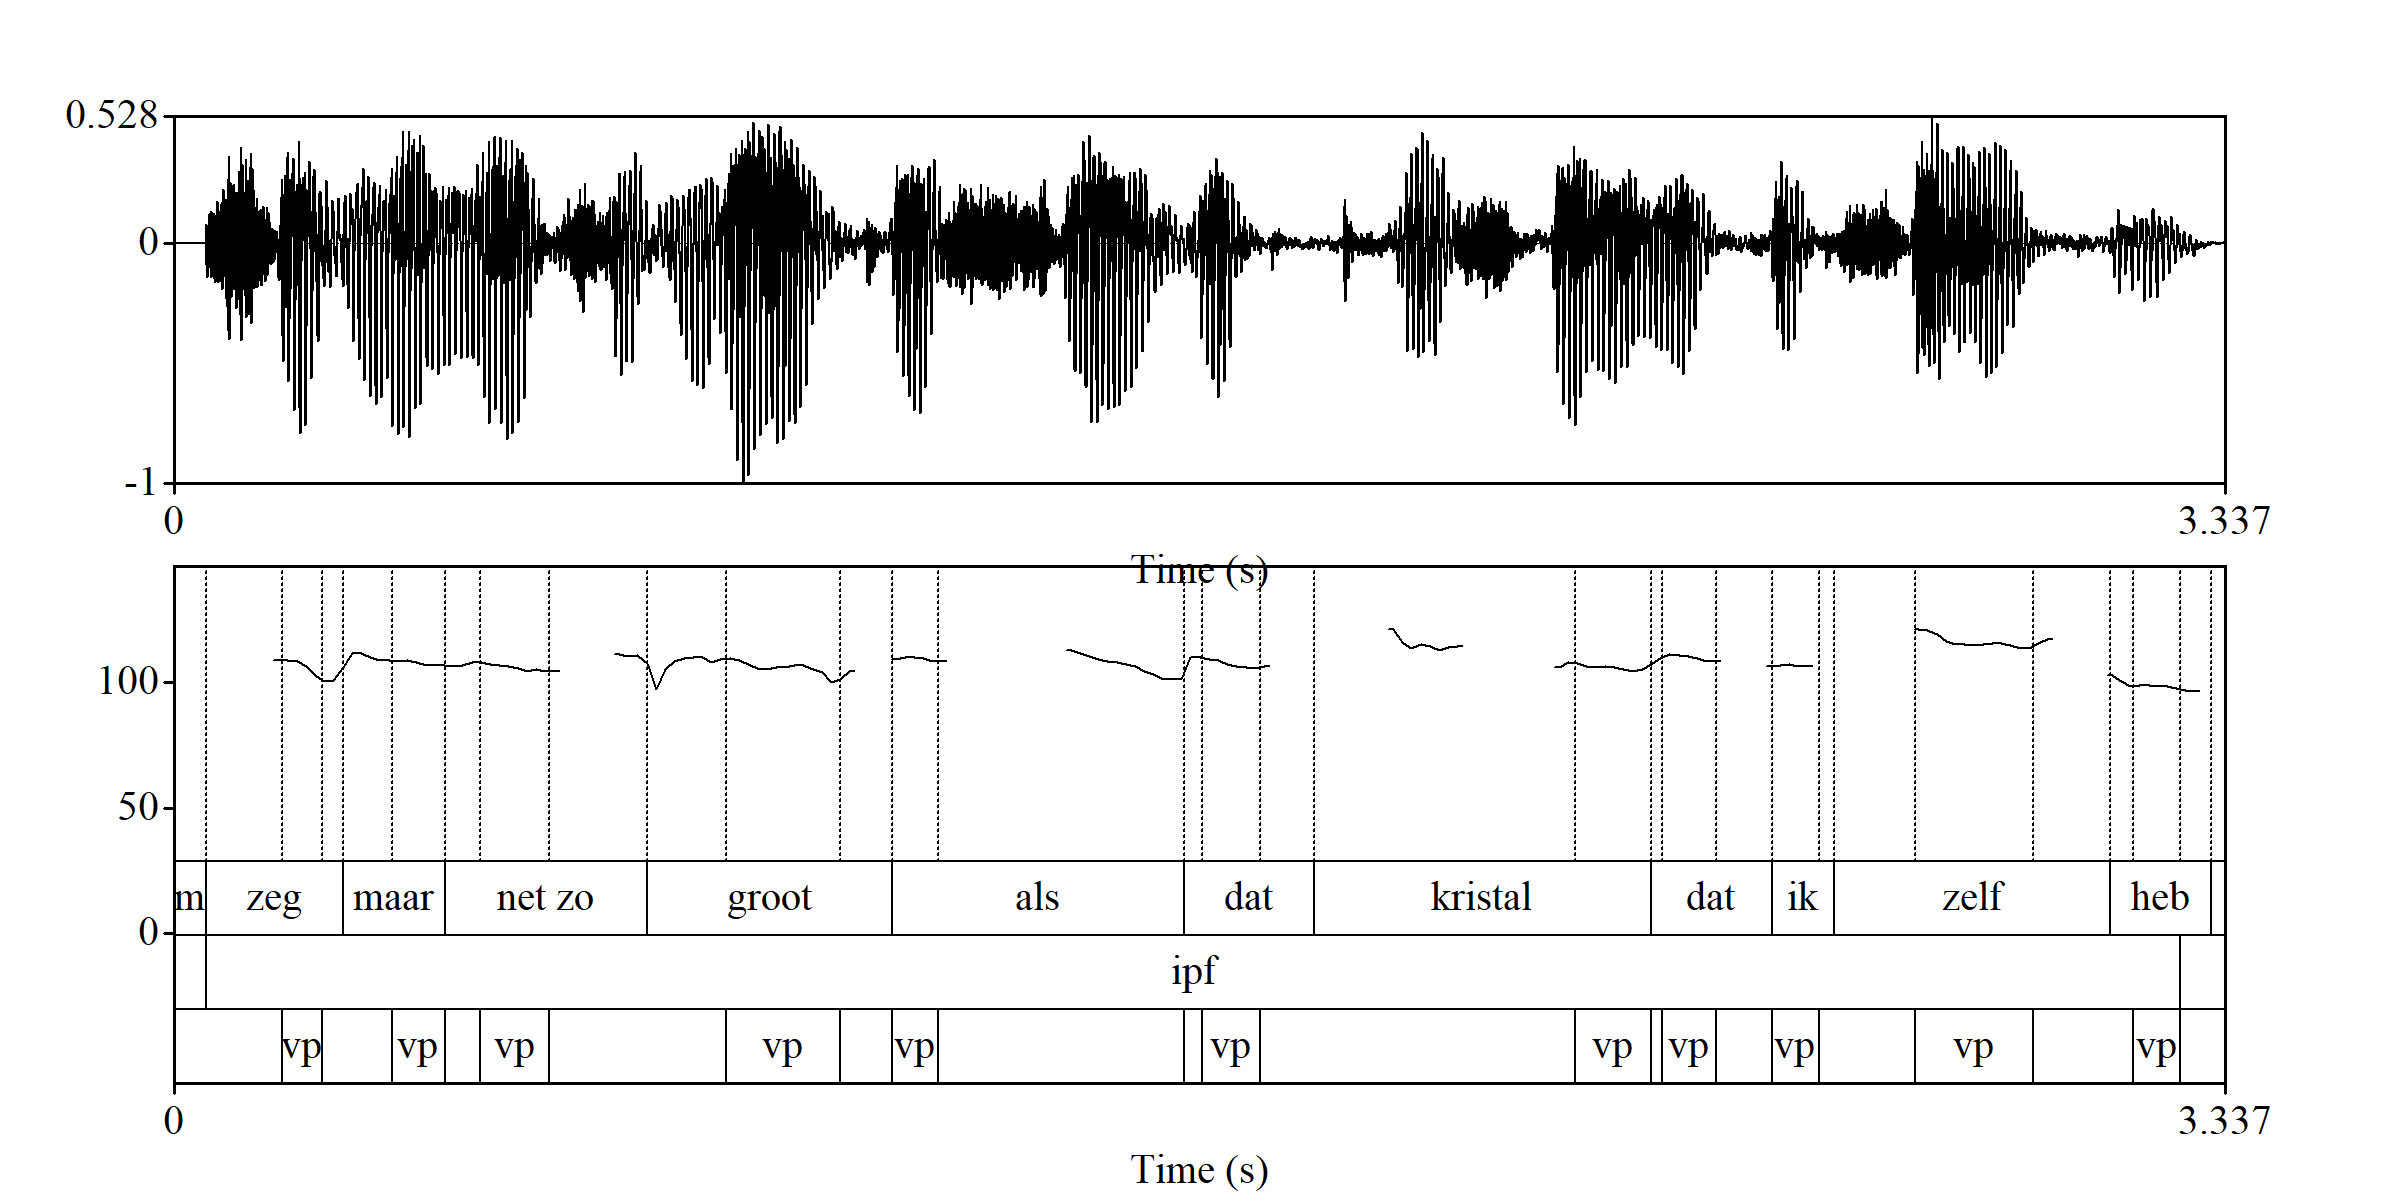 0.528
0
-1
0 3.337
Time (s)
100
50
0
m zeg maar net zo groot als dat kristal dat ik zelf heb
ipf
vp vp vp vp vp vp vp vp vp vp vp
0 3.337
Time (s)